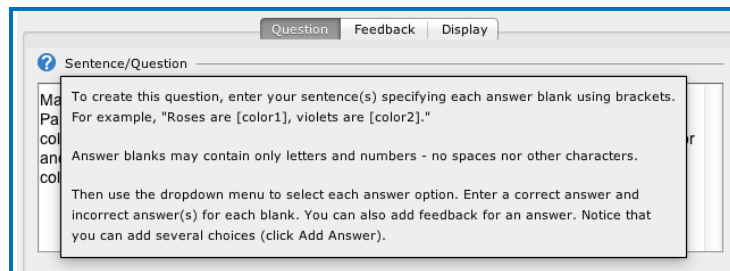 Question Feedback Display
? Sentence/Question
To create this question, enter your sentence(s) specifying each answer blank using brackets.
For example, "Roses are [color1], violets are [color2]."
Answer blanks may contain only letters and numbers - no spaces nor other characters.
Then use the dropdown menu to select each answer option. Enter a correct answer and
incorrect answer(s) for each blank. You can also add feedback for an answer. Notice that
you can add several choices (click Add Answer).